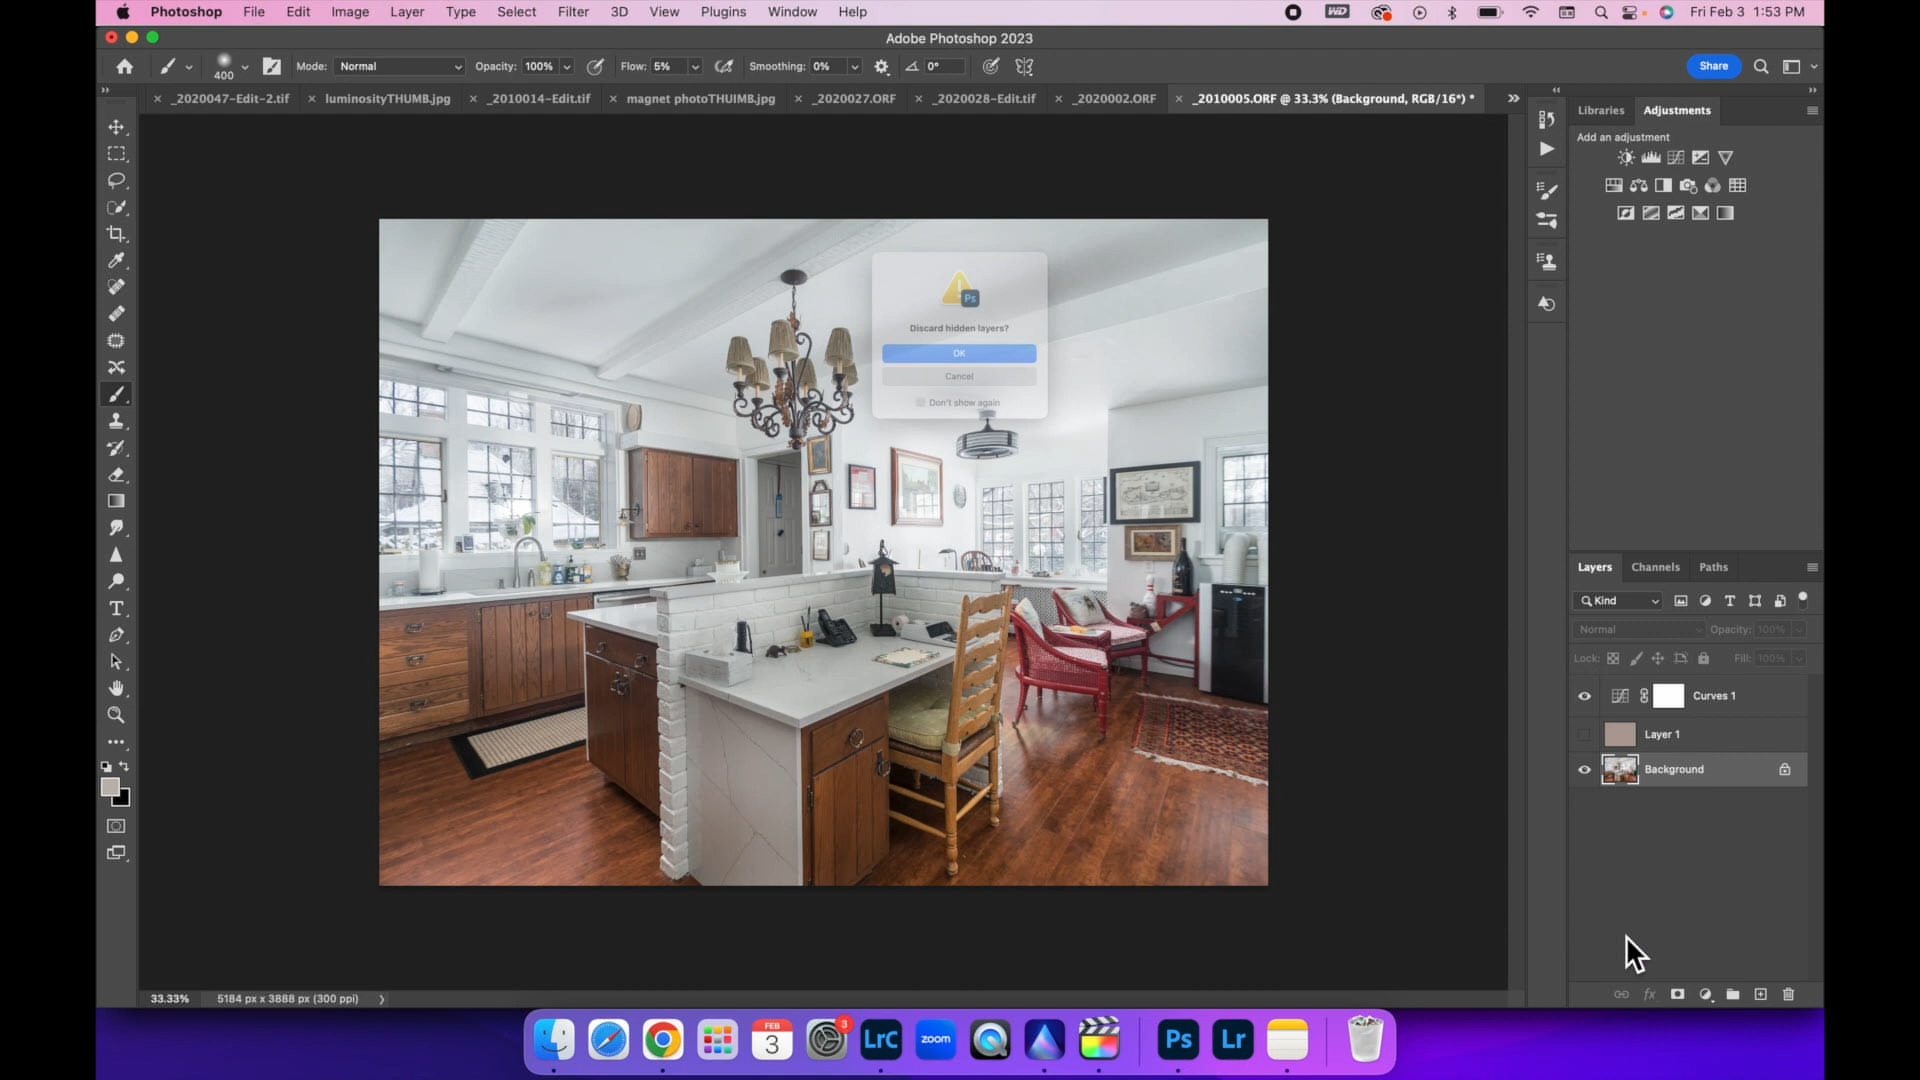 Photoshop File Edit Image Layer Type Select Filter 3D View Plugins Window Help WD Fri Feb 3 1:53 PM
Adobe Photoshop 2023
400 Mode: Normal Opacity: 100% Flow: 5% Smoothing: 0% 0° Share
_2020047-Edit-2.tif luminosityTHUMB.jpg _2010014-Edit.tif magnet photoTHUIMB.jpg _2020027.ORF _2020028-Edit.tif _2020002.ORF _2010005.ORF @ 33.3% (Background, RGB/16*) *
Libraries Adjustments
Add an adjustment
Ps
Discard hidden layers?
OK
Cancel
Don't show again
Layers Channels Paths
Kind
Normal Opacity: 100%
Lock: Fill: 100%
Curves 1
Layer 1
Background
33.33% 5184 px x 3888 px (300 ppi)
FEB
3
3
LrC
zoom
Ps
Lr